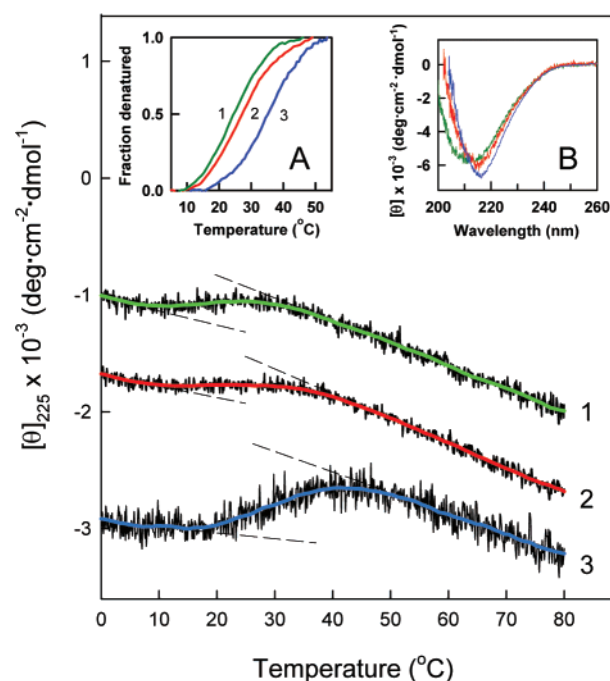 1
0
-1
-2
-3
[θ]225 x 10-3 (deg·cm-2·dmol-1)
0 10 20 30 40 50 60 70 80
Temperature (oC)
1
2
3
1.0
0.5
0.0
Fraction denatured
10 20 30 40 50
Temperature (oC)
1 2 3
A
0
-2
-4
-6
[θ] x 10-3 (deg·cm-2·dmol-1)
200 220 240 260
Wavelength (nm)
B